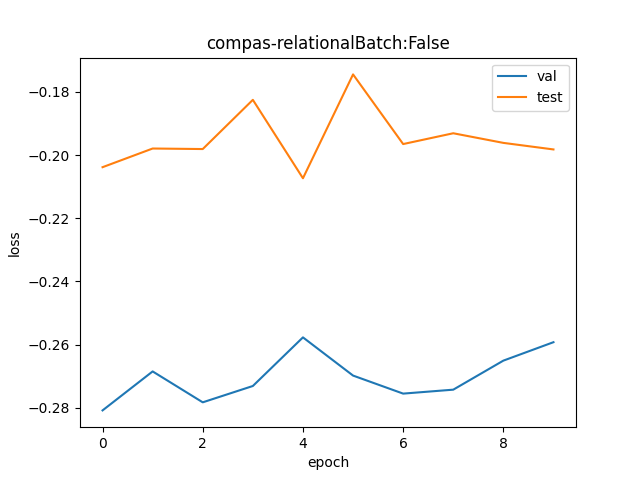 compas-relationalBatch:False
val
test
−0.18
−0.20
−0.22
−0.24
−0.26
−0.28
loss
0 2 4 6 8
epoch